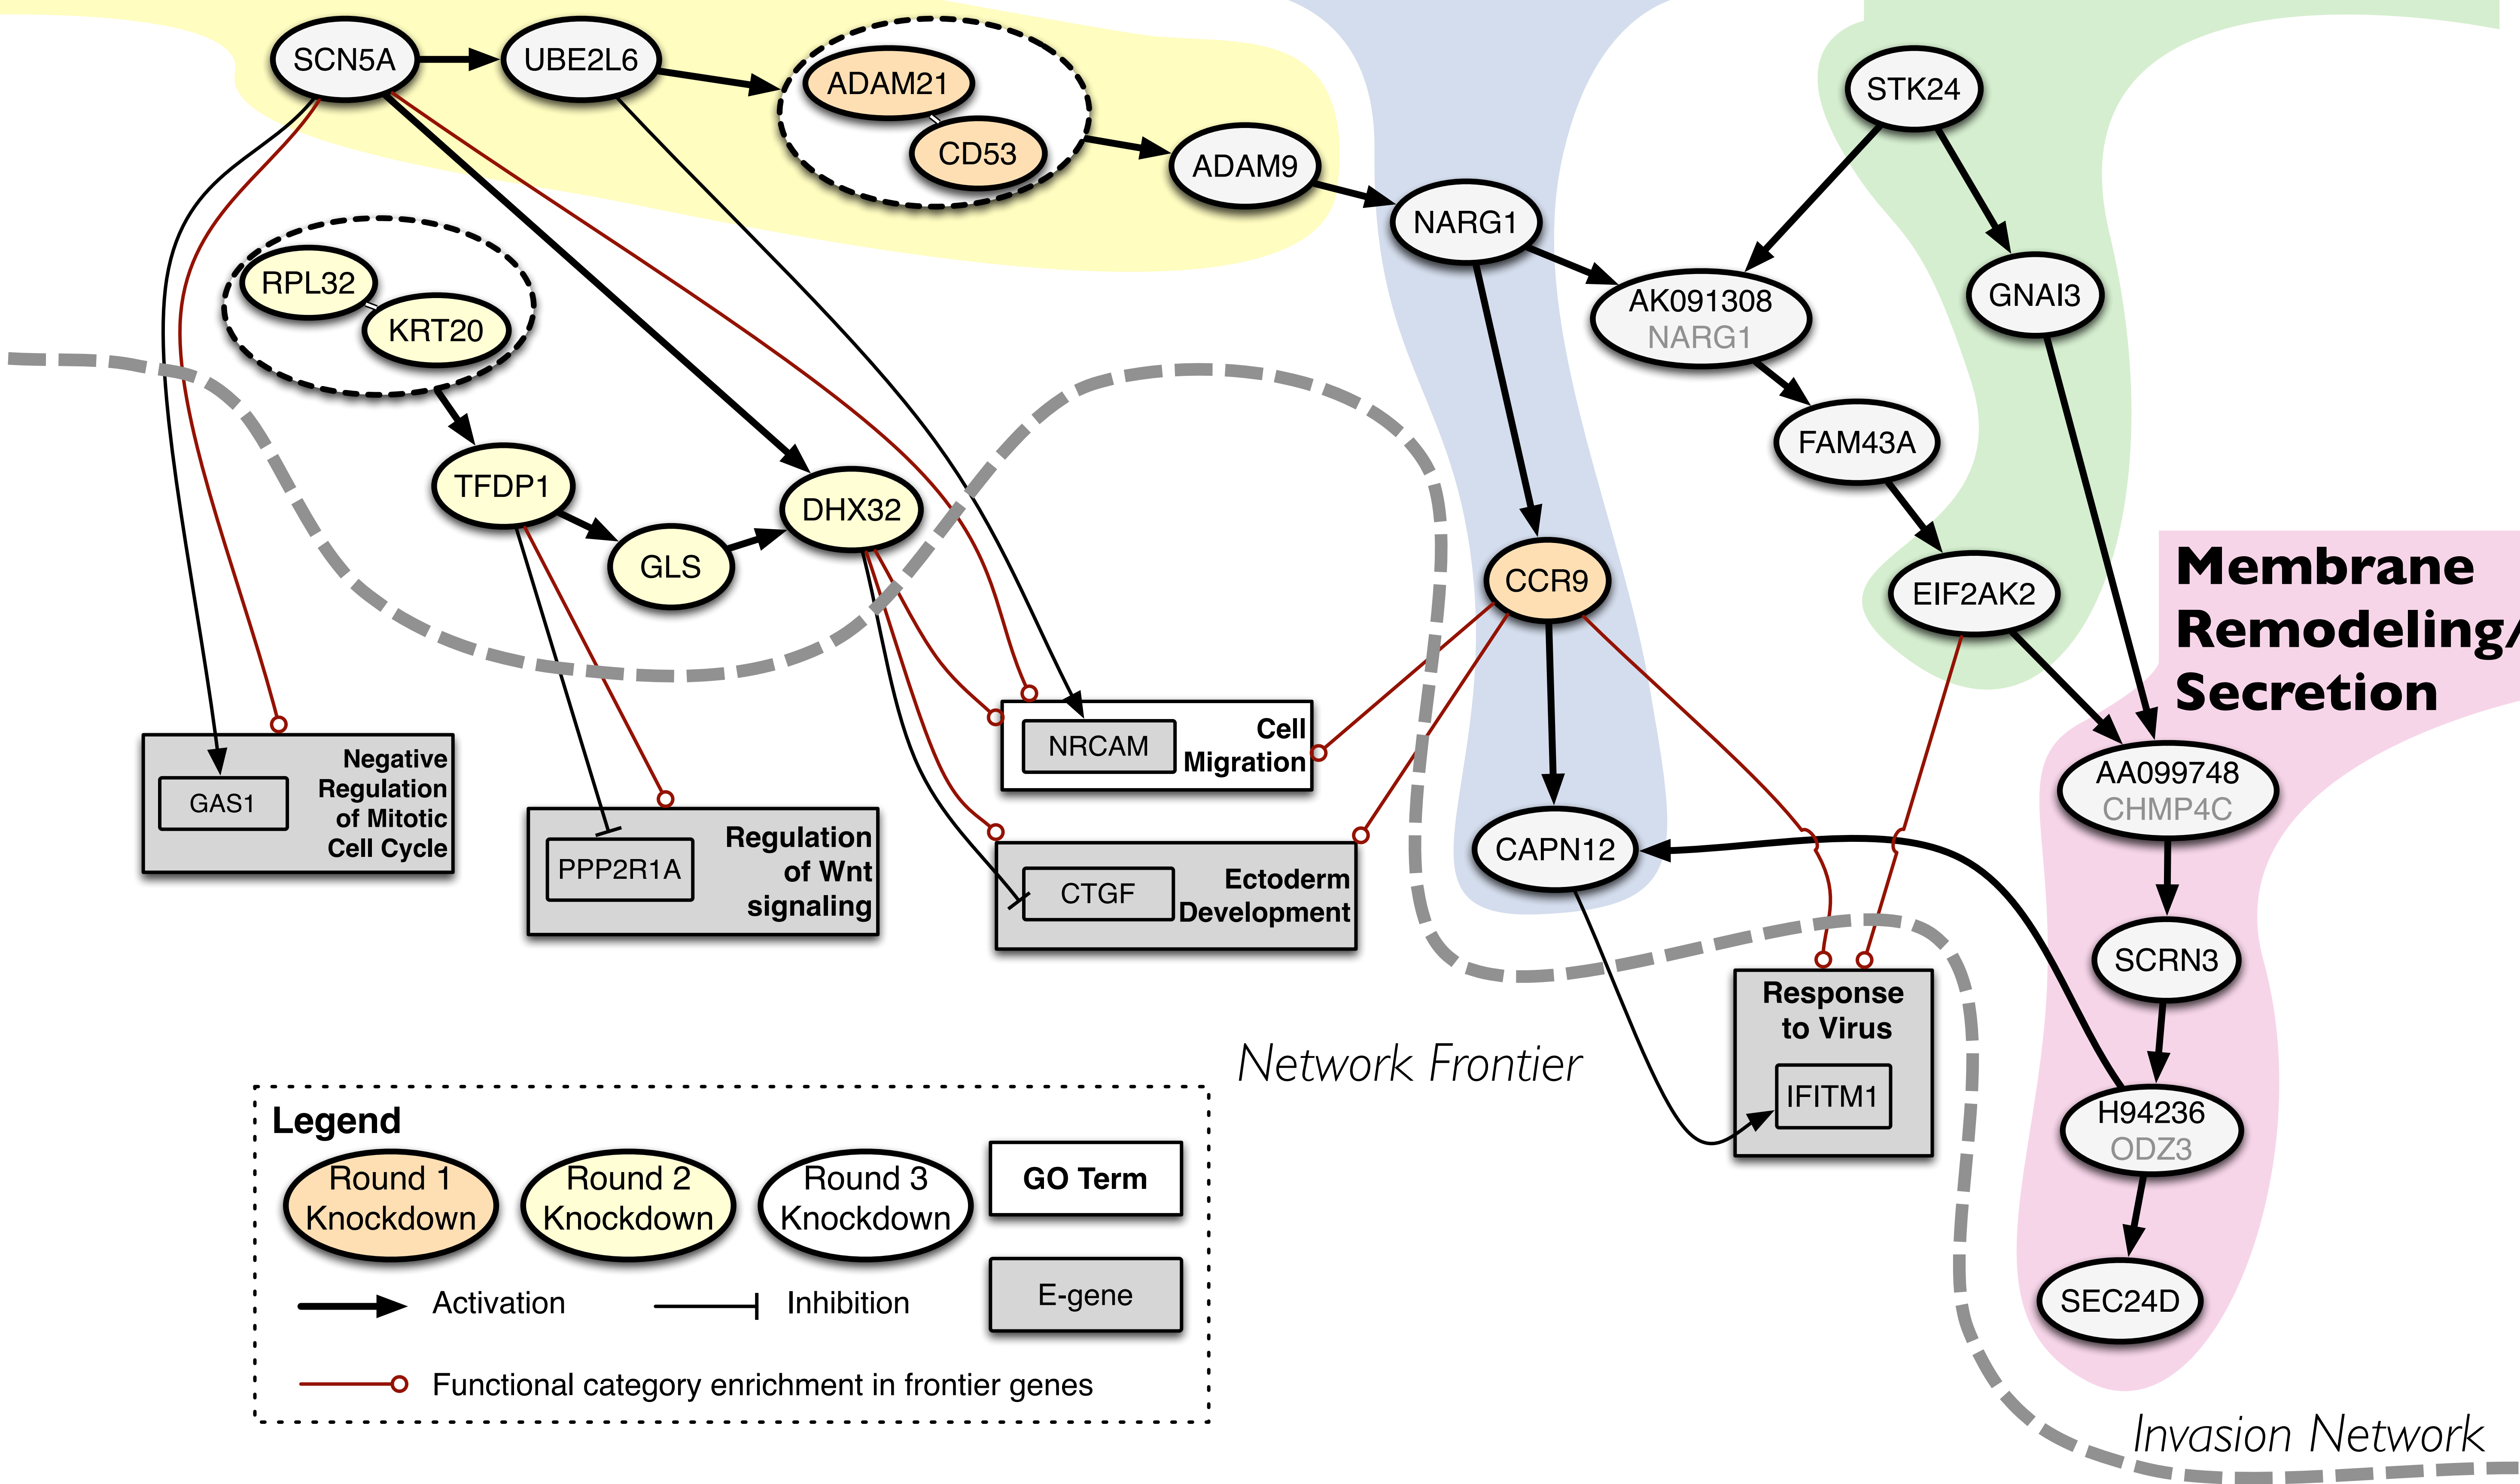 SCN5A
UBE2L6
ADAM21
CD53
ADAM9
NARG1
STK24
AK091308
NARG1
GNAI3
RPL32
KRT20
FAM43A
TFDP1
DHX32
GLS
CCR9
EIF2AK2
Membrane
Remodeling/
Secretion
AA099748
CHMP4C
Negative
Regulation
of Mitotic
Cell Cycle
GAS1
Regulation
of Wnt
signaling
PPP2R1A
Cell
Migration
NRCAM
Ectoderm
Development
CTGF
CAPN12
SCRN3
Response
to Virus
IFITM1
Network Frontier
H94236
ODZ3
SEC24D
Legend
Round 1
Knockdown
Round 2
Knockdown
Round 3
Knockdown
GO Term
Activation
Inhibition
E-gene
Functional category enrichment in frontier genes
Invasion Network